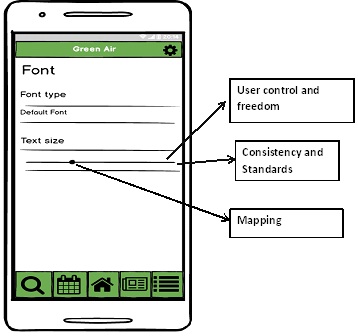 Green Air
Font
Font type
Default Font
Text size
User control and
freedom
Consistency and
Standards
Mapping